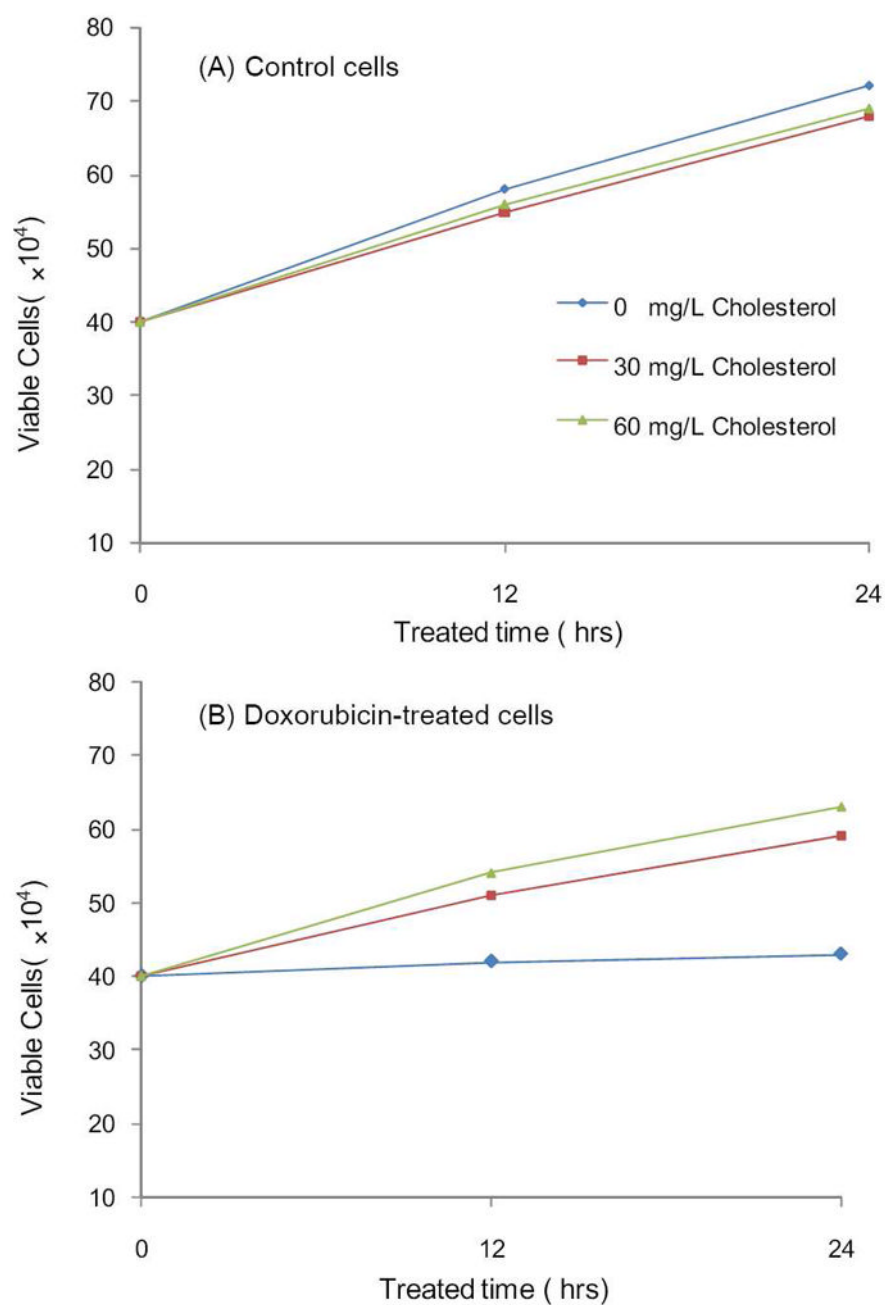 80
(A) Control cells
70
60
50
0 mg/L Cholesterol
40
30 mg/L Cholesterol
30
60 mg/L Cholesterol
20
10
Viable Cells( ×10⁴)
0 12 24
Treated time ( hrs)
80
(B) Doxorubicin-treated cells
70
60
50
40
30
20
10
Viable Cells( ×10⁴)
0 12 24
Treated time ( hrs)